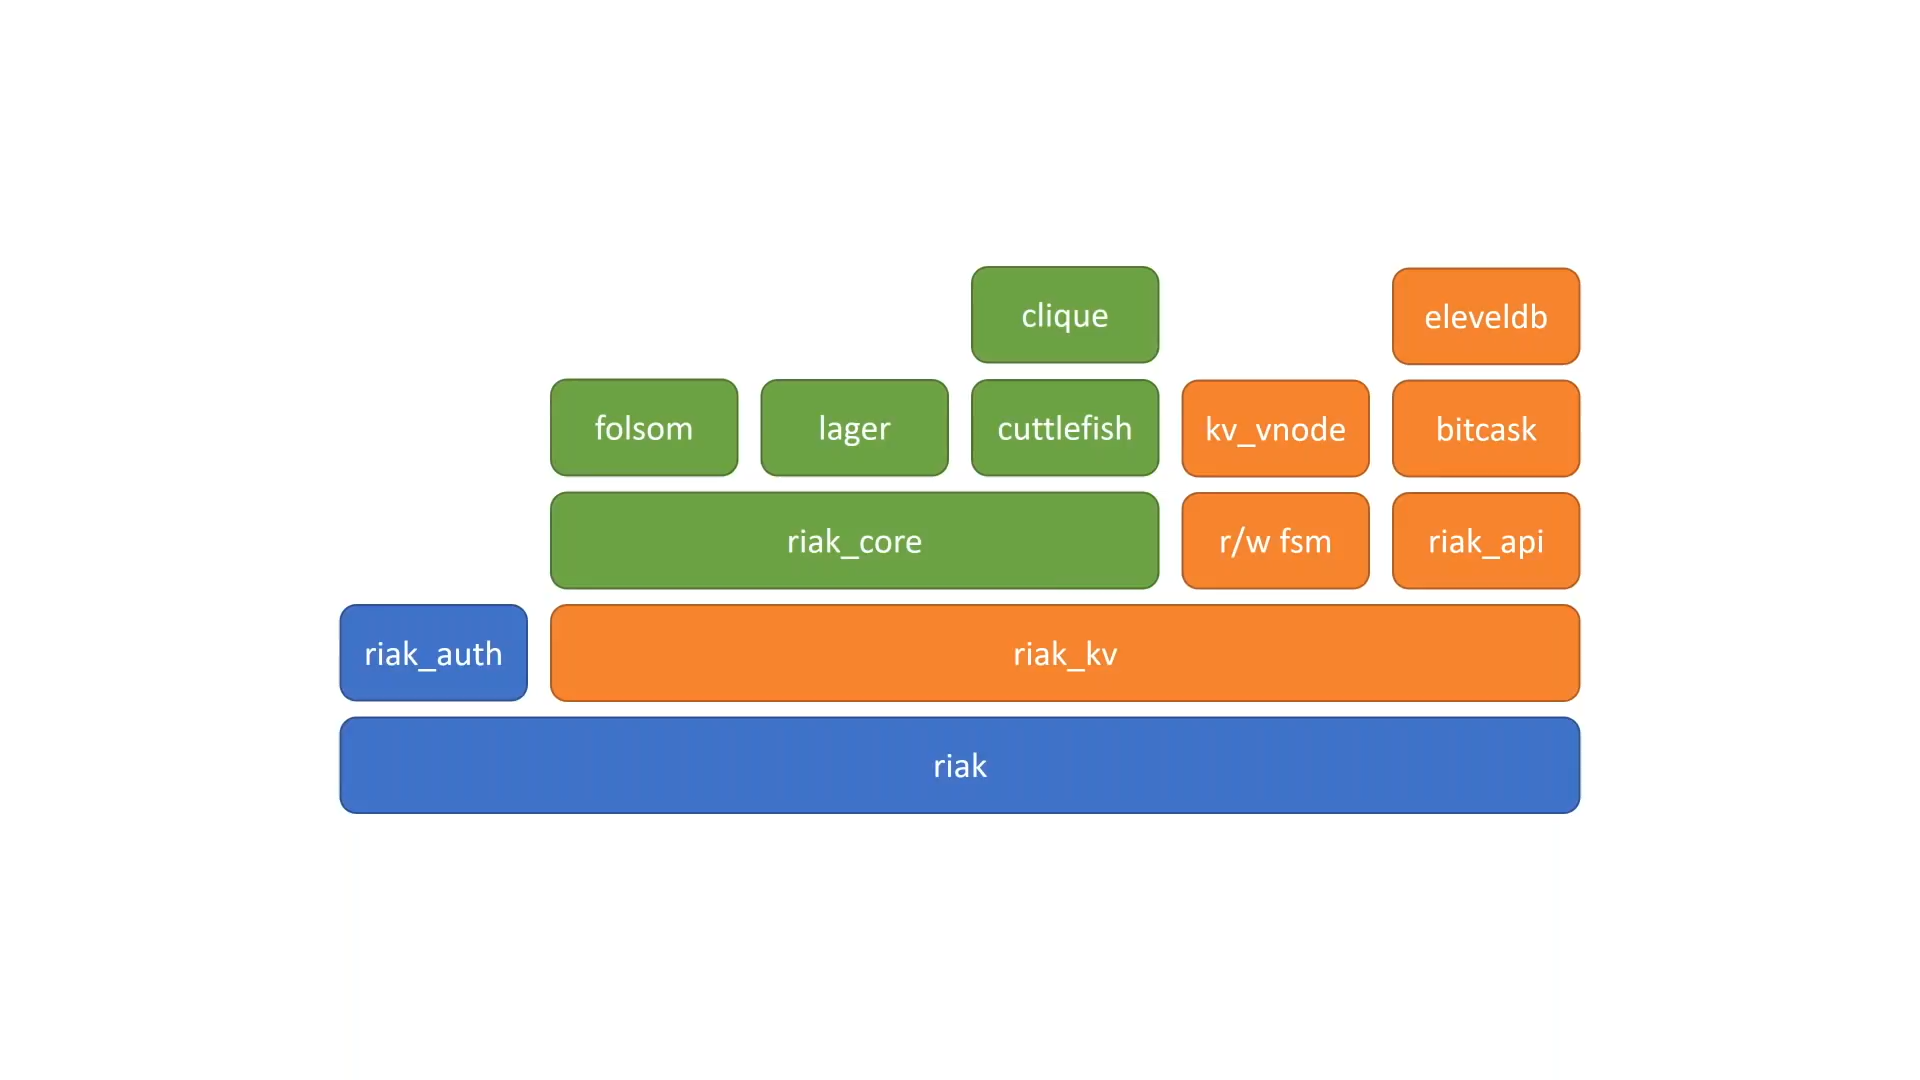 clique
eleveldb
folsom
lager
cuttlefish
kv_vnode
bitcask
riak_core
r/w fsm
riak_api
riak_auth
riak_kv
riak